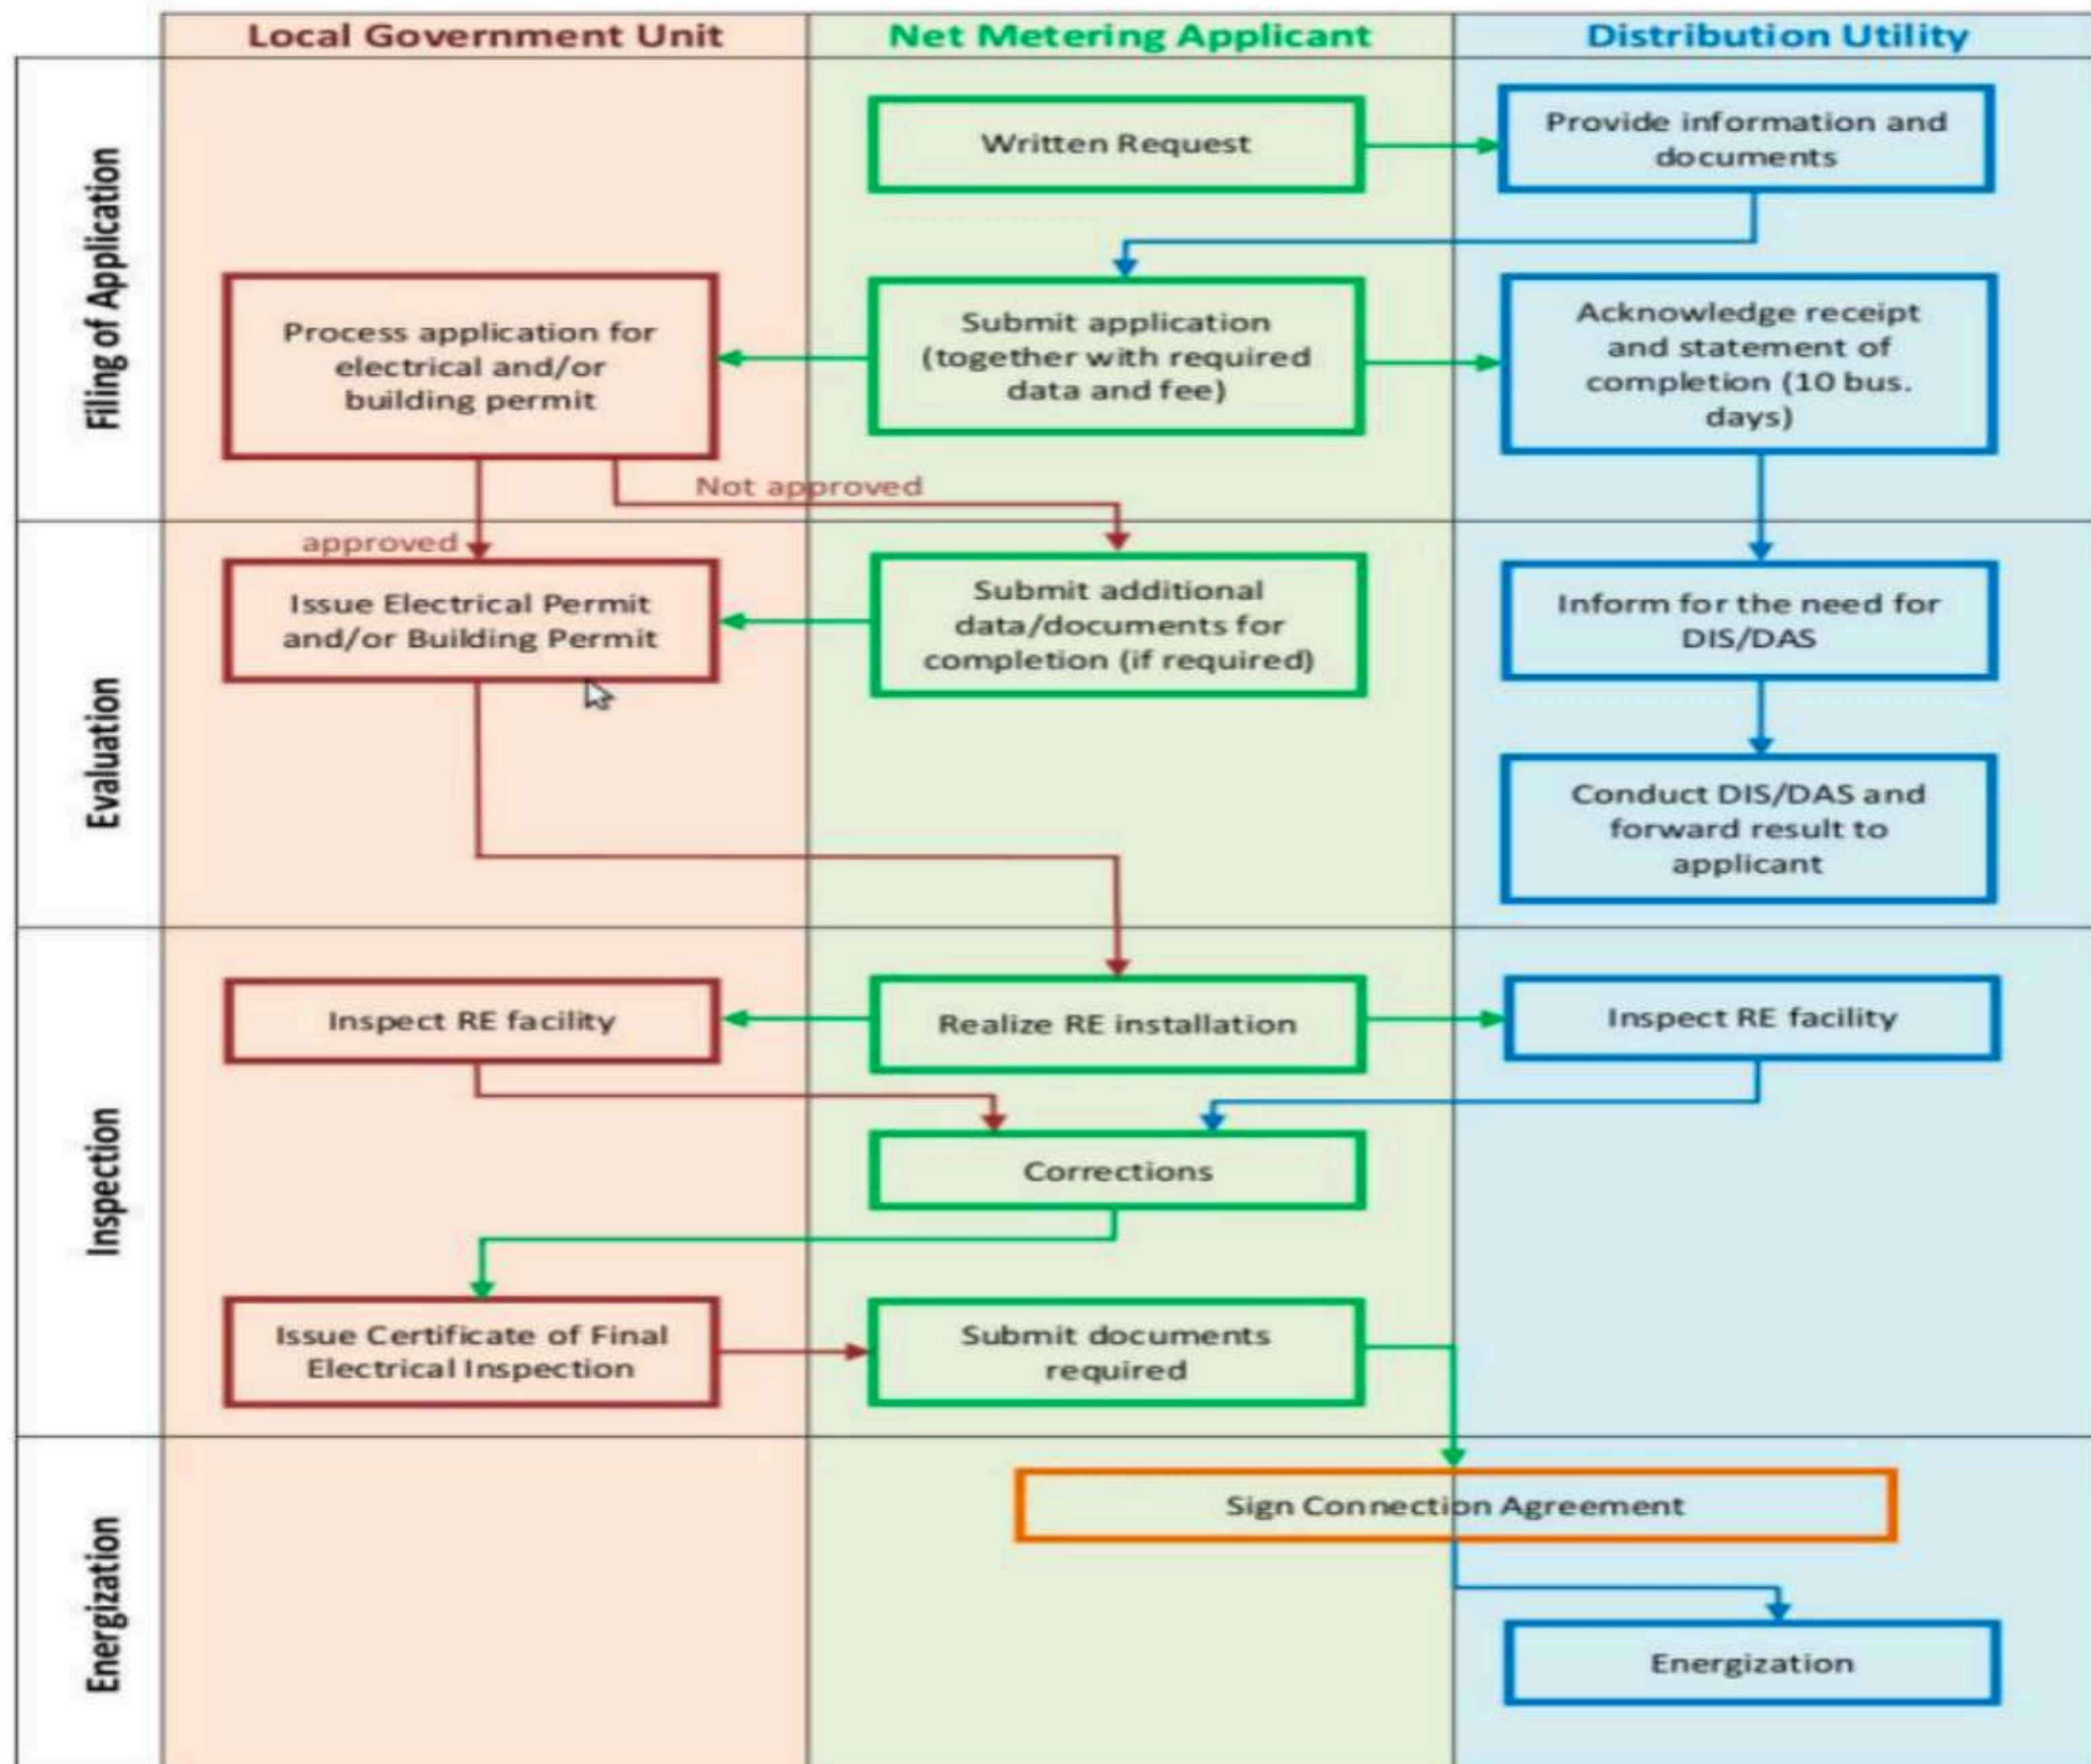 Local Government Unit
Net Metering Applicant
Distribution Utility
Filing of Application
Written Request
Provide information and
documents
Process application for
electrical and/or
building permit
Submit application
(together with required
data and fee)
Acknowledge receipt
and statement of
completion (10 bus.
days)
Not approved
approved
Evaluation
Issue Electrical Permit
and/or Building Permit
Submit additional
data/documents for
completion (if required)
Inform for the need for
DIS/DAS
Conduct DIS/DAS and
forward result to
applicant
Inspection
Inspect RE facility
Realize RE installation
Inspect RE facility
Corrections
Issue Certificate of Final
Electrical Inspection
Submit documents
required
Energization
Sign Connection Agreement
Energization